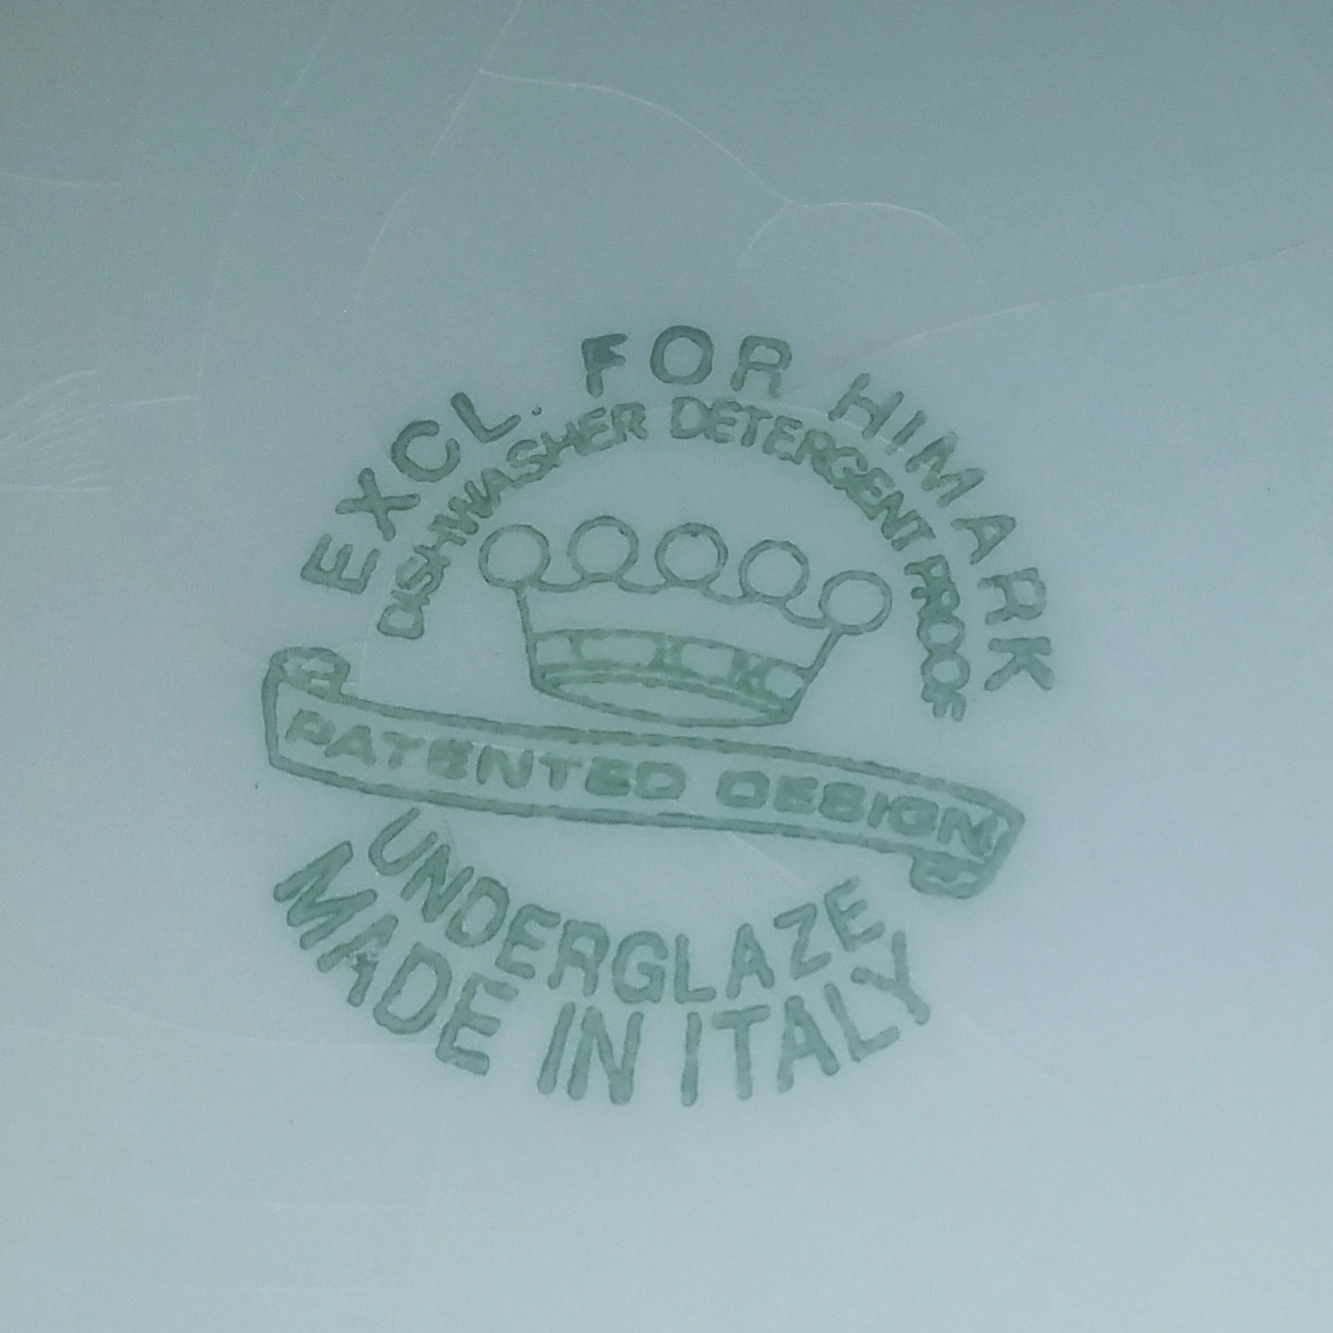 EXCL. FOR HIMARK
DISHWASHER DETERGENT PROOF
PATENTED DESIGN
UNDERGLAZE
MADE IN ITALY